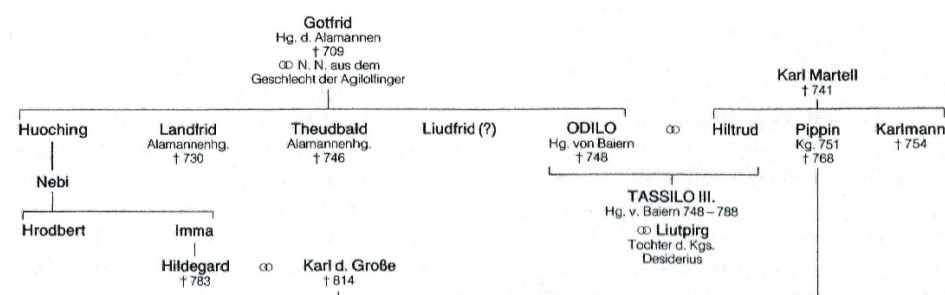 Gotfrid
Hg. d. Alamannen
† 709
⚭ N. N. aus dem
Geschlecht der Agilolfinger
Karl Martell
† 741
Huoching
Landfrid
Alamannenhg.
† 730
Theudbald
Alamannenhg.
† 746
Liudfrid (?)
ODILO
Hg. von Baiern
† 748
⚭
Hiltrud
Pippin
Kg. 751
† 768
Karlmann
† 754
Nebi
TASSILO III.
Hg. v. Baiern 748–788
⚭ Liutpirg
Tochter d. Kgs.
Desiderius
Hrodbert
Imma
Hildegard
† 783
⚭
Karl d. Große
† 814